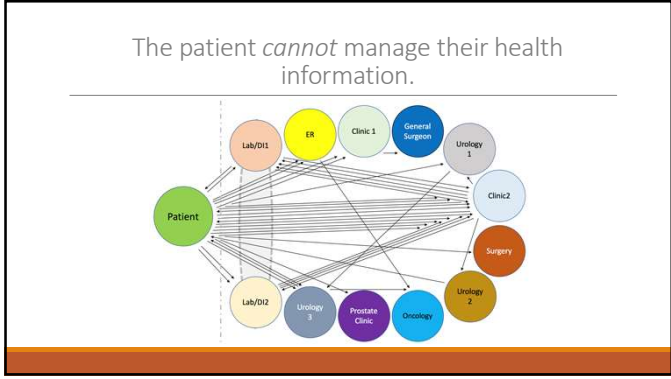 The patient cannot manage their health
information.
Lab/DI1
ER
Clinic 1
General
Surgeon
Urology
1
Clinic2
Patient
Surgery
Urology
2
Lab/DI2
Urology
3
Prostate
Clinic
Oncology